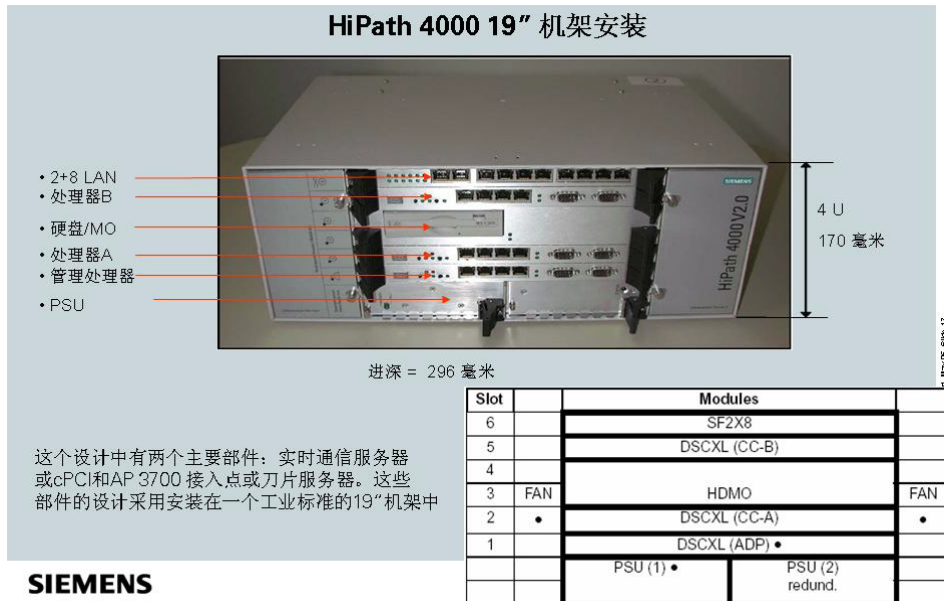 HiPath 4000 19″ 机架安装
• 2+8 LAN
• 处理器B
• 硬盘/MO
• 处理器A
• 管理处理器
• PSU
SIEMENS
HiPath 4000 V2.0
4 U
170 毫米
进深 = 296 毫米
这个设计中有两个主要部件：实时通信服务器
或cPCI和AP 3700 接入点或刀片服务器。这些
部件的设计采用安装在一个工业标准的19“机架中
Slot Modules
6 SF2X8
5 DSCXL (CC-B)
4
3 FAN HDMO FAN
2 • DSCXL (CC-A) •
1 DSCXL (ADP) •
PSU (1) • PSU (2)
redund.
SIEMENS